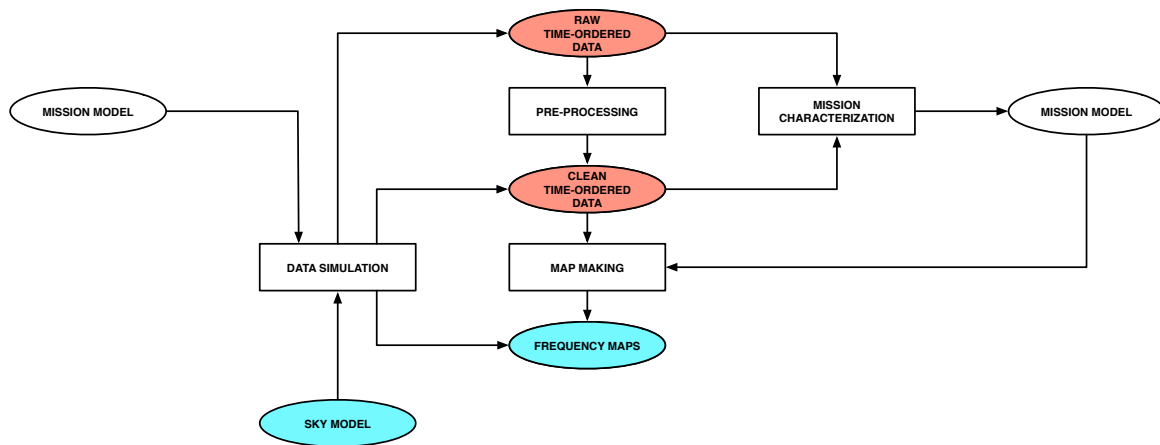 RAW
TIME-ORDERED
DATA
MISSION MODEL
PRE-PROCESSING
MISSION
CHARACTERIZATION
MISSION MODEL
CLEAN
TIME-ORDERED
DATA
DATA SIMULATION
MAP MAKING
FREQUENCY MAPS
SKY MODEL